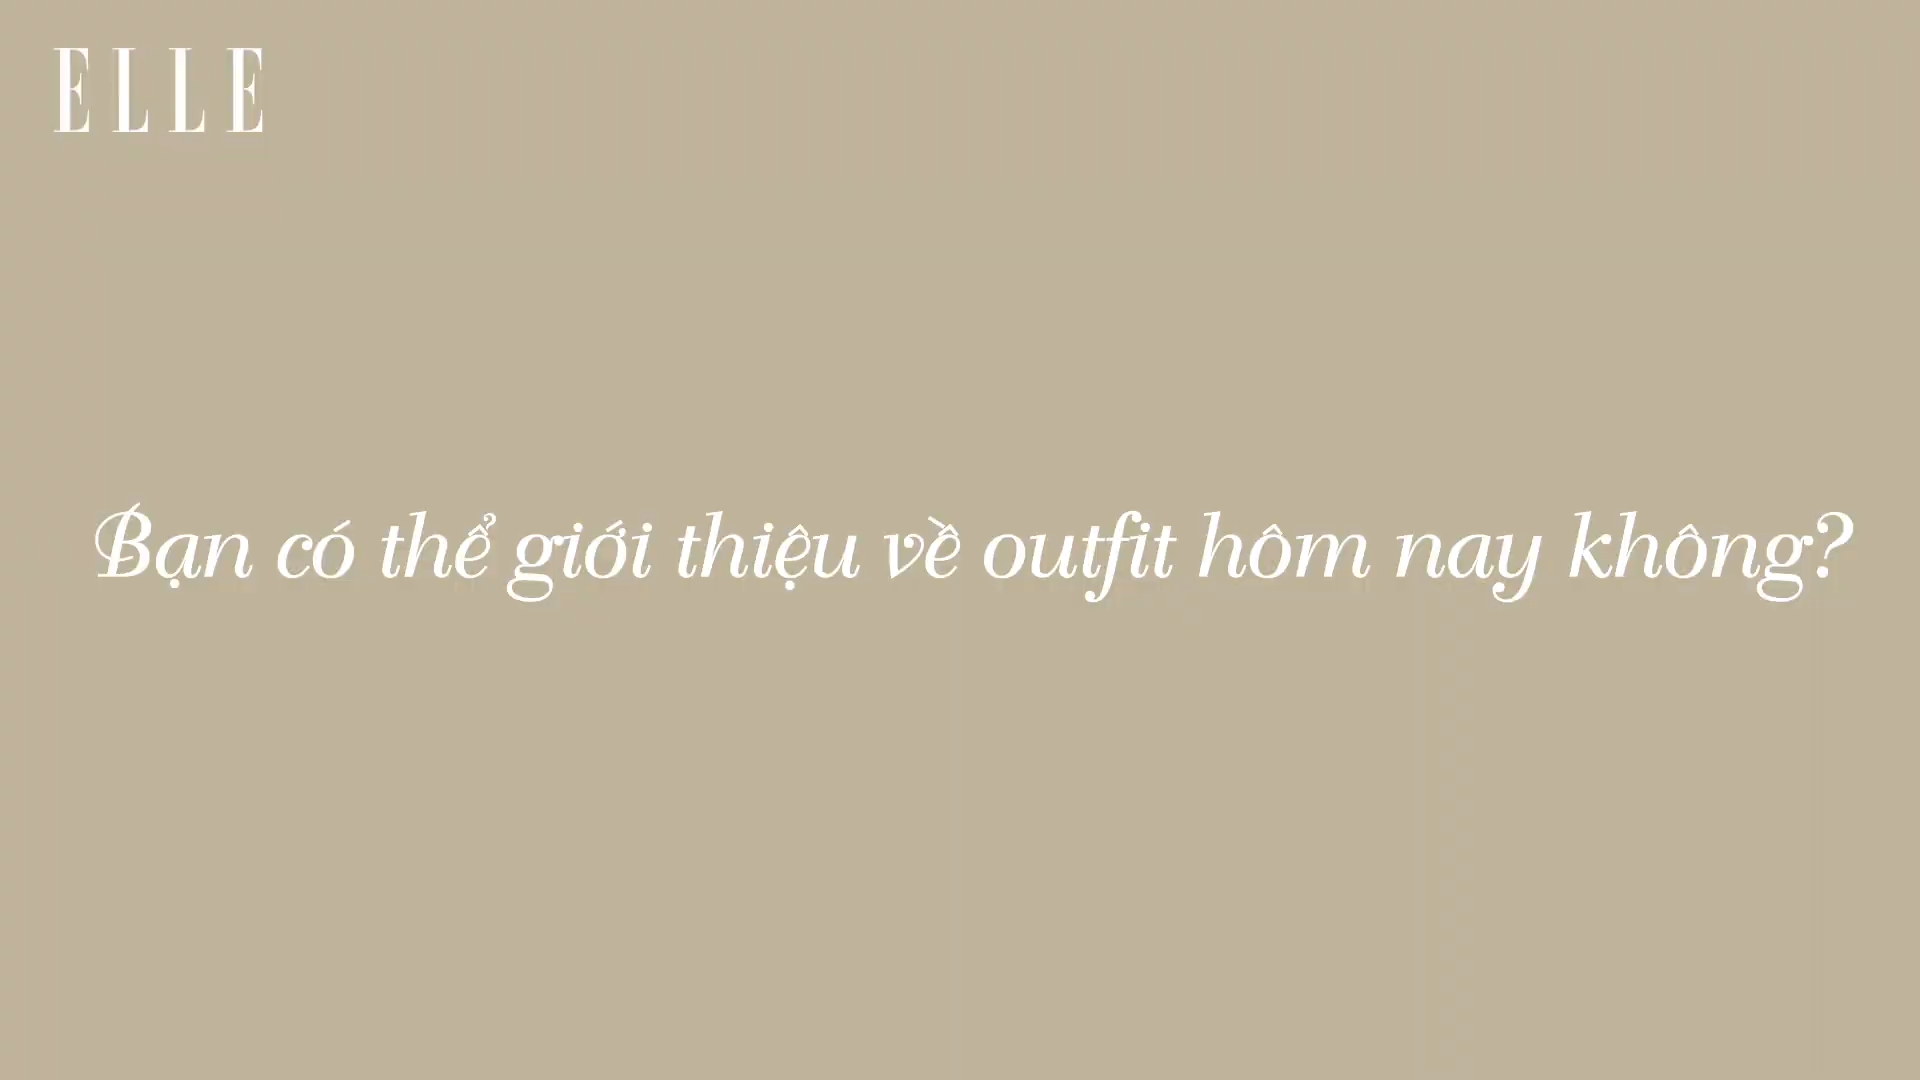 ELLE
Bạn có thể giới thiệu về outfit hôm nay không?